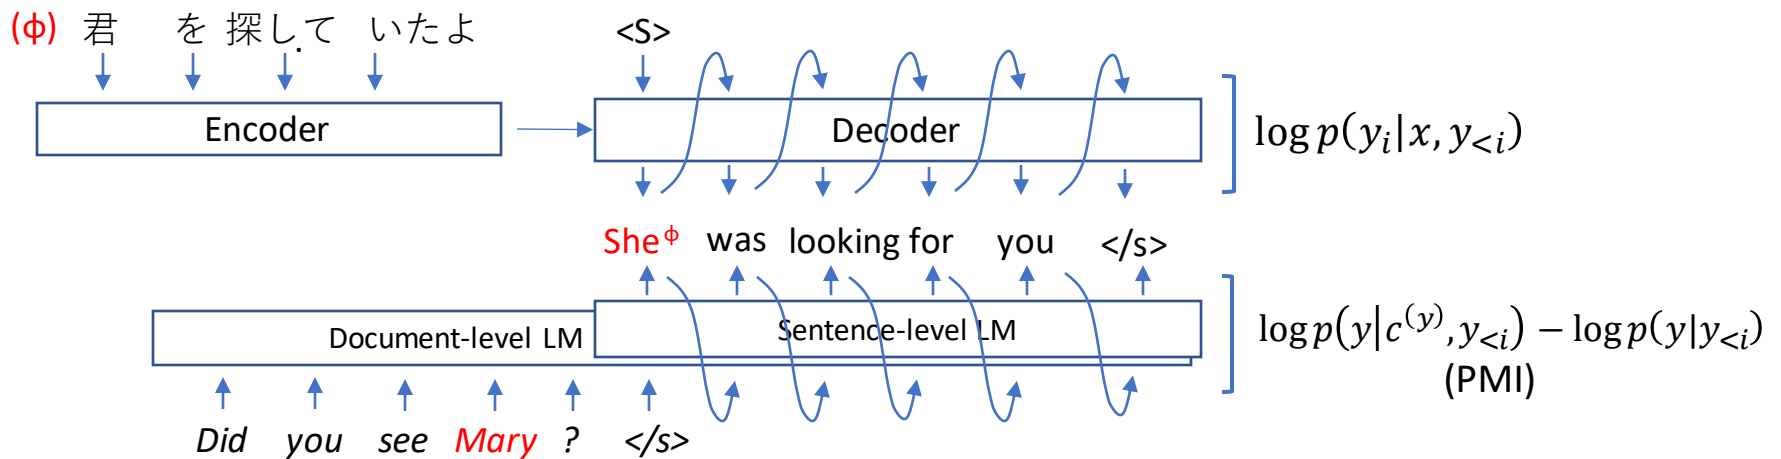 (ϕ) 君 を 探して いたよ
<S>
Encoder
Decoder
log p(y_i|x, y_{<i})
She^ϕ was looking for you </s>
Document-level LM
Sentence-level LM
log p(y|c^{(y)}, y_{<i}) − log p(y|y_{<i})
(PMI)
Did you see Mary ? </s>